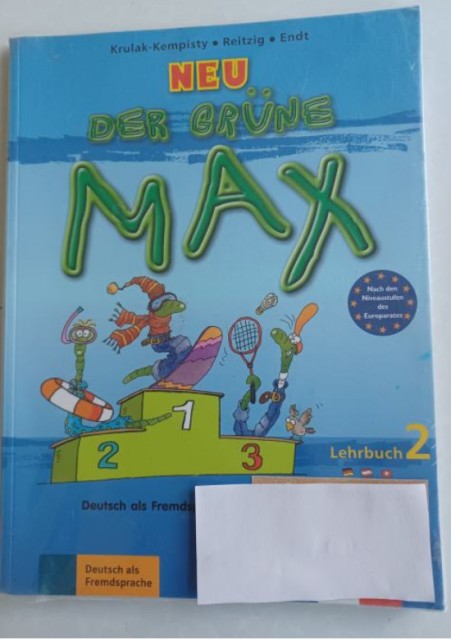 Krulak-Kempisty • Reitzig • Endt
NEU
DER GRÜNE
MAX
Nach den
Niveaustufen
des
Europarates
1
2
3
Lehrbuch 2
Deutsch als
Deutsch als
Fremdsprache